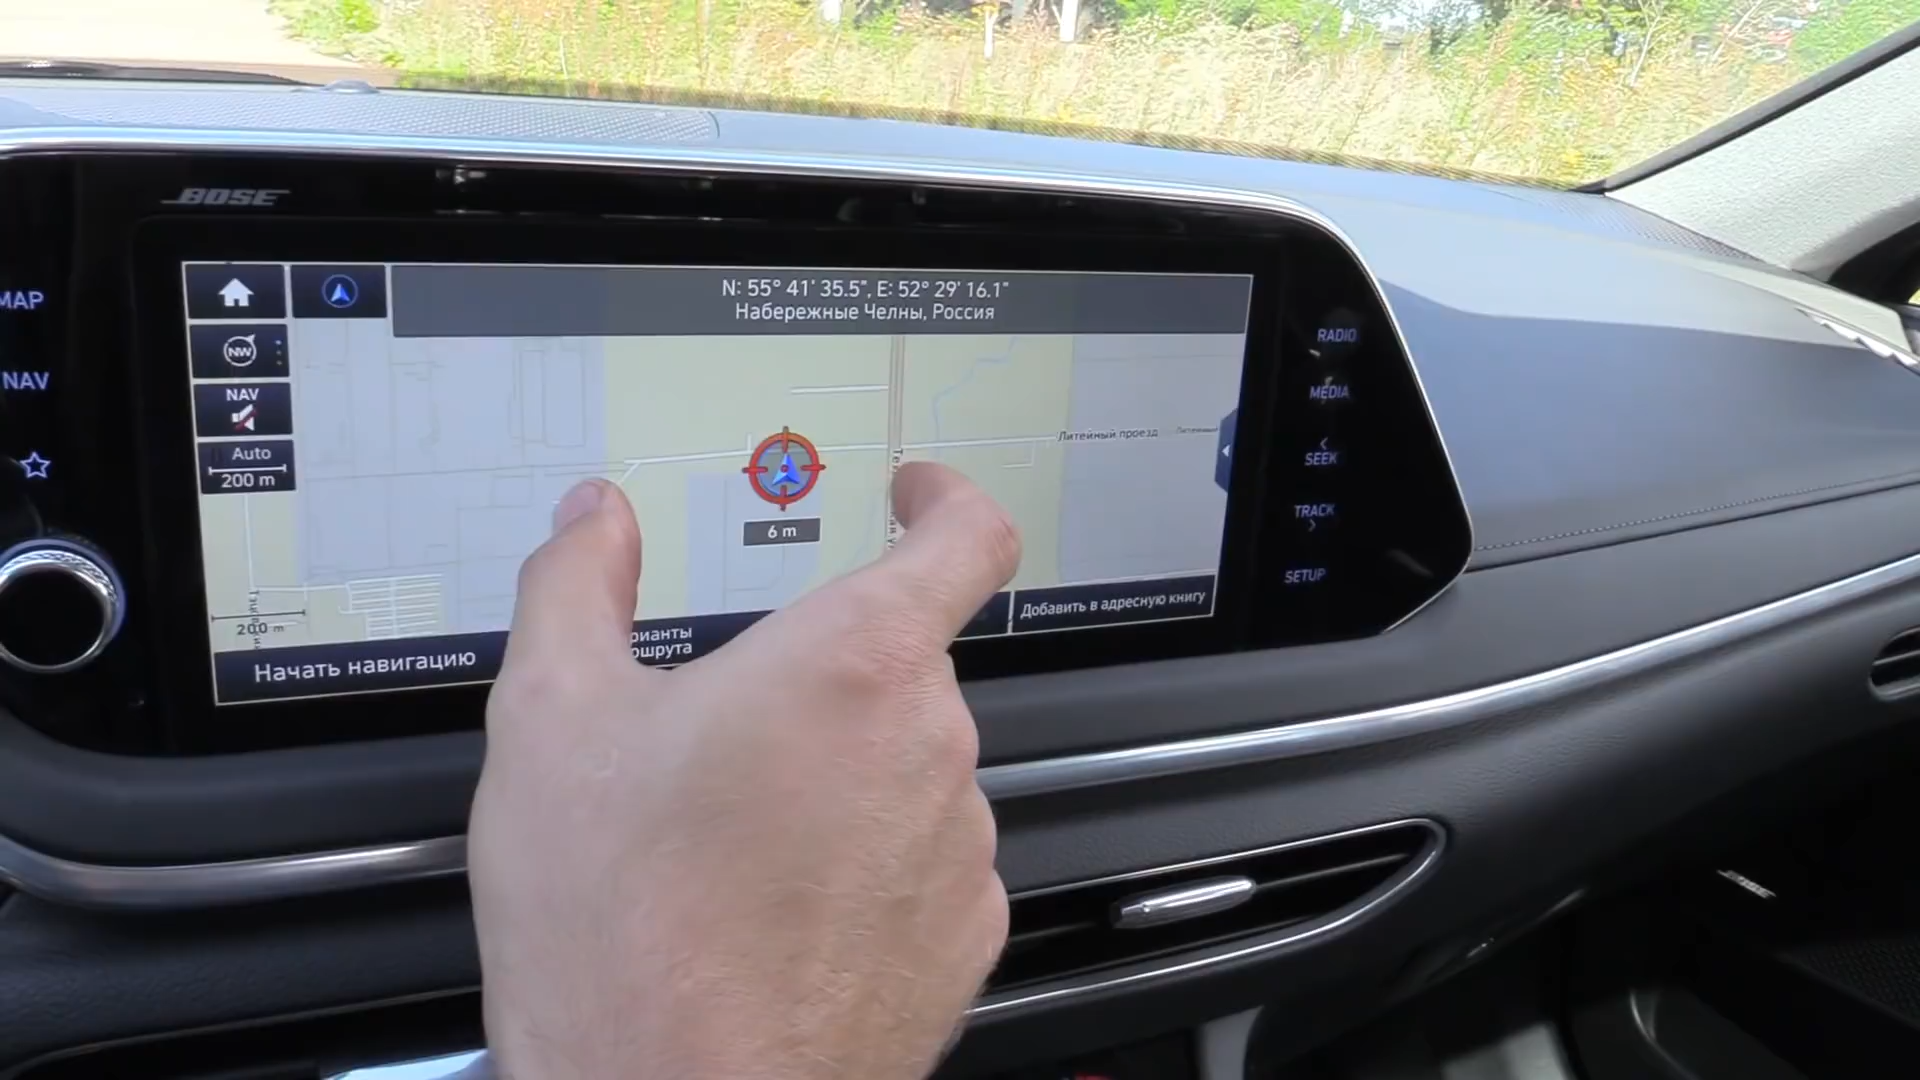 BOSE
MAP
NAV
N: 55° 41' 35.5", E: 52° 29' 16.1"
Набережные Челны, Россия
NW
NAV
Auto
200 m
6 m
Литейный проезд
200 m
Начать навигацию
Добавить в адресную книгу
RADIO
MEDIA
SEEK
TRACK
SETUP